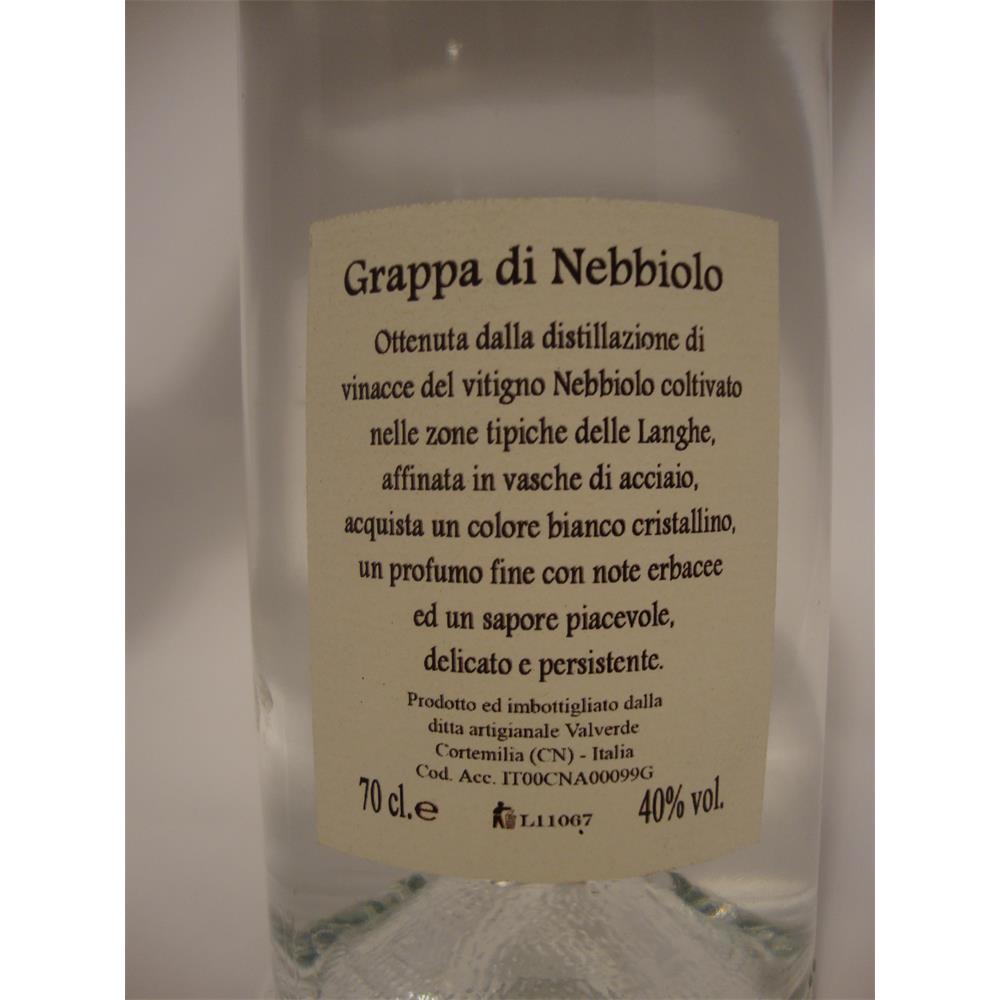 Grappa di Nebbiolo
Ottenuta dalla distillazione di
vinacce del vitigno Nebbiolo coltivato
nelle zone tipiche delle Langhe,
affinata in vasche di acciaio,
acquista un colore bianco cristallino,
un profumo fine con note erbacee
ed un sapore piacevole,
delicato e persistente.
Prodotto ed imbottigliato dalla
ditta artigianale Valverde
Cortemilia (CN) - Italia
Cod. Acc. IT00CNA00099G
70 cl. ℮ L11067 40% vol.